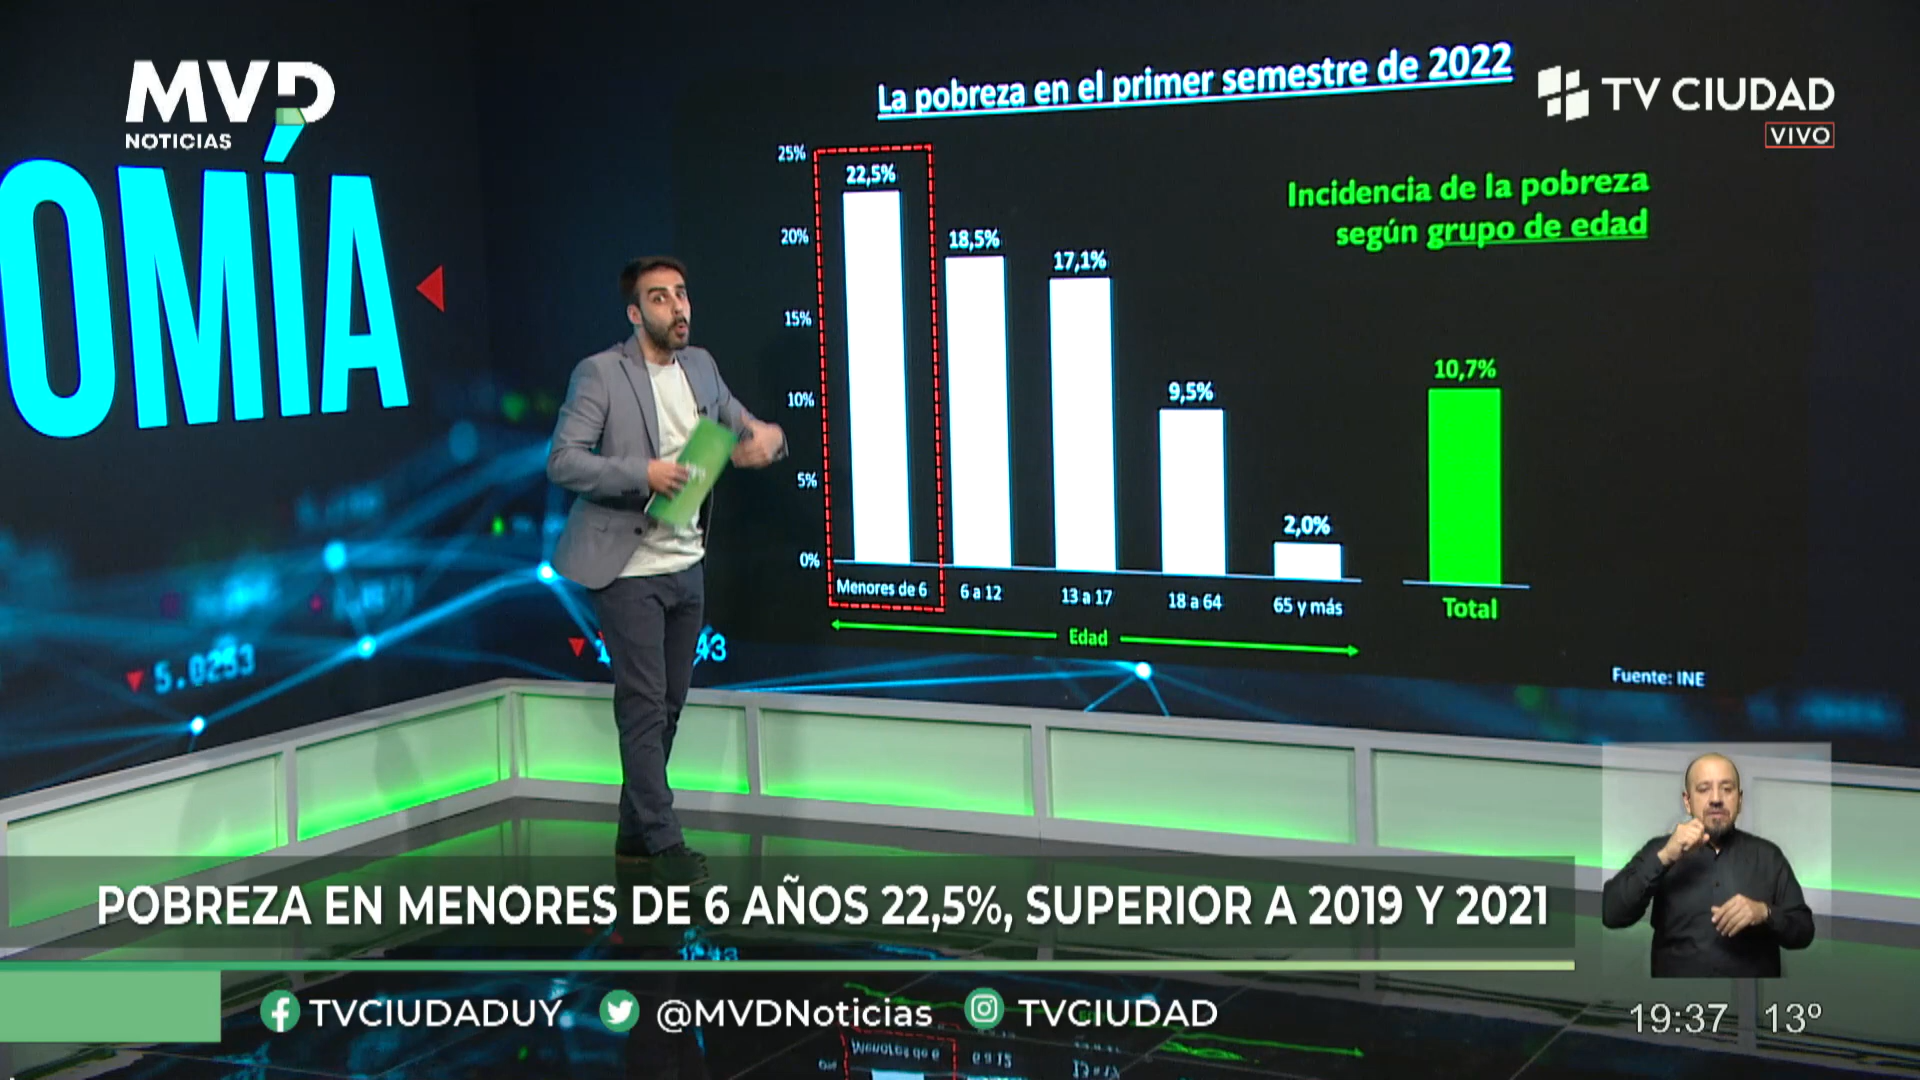 MVD
NOTICIAS
OMÍA
La pobreza en el primer semestre de 2022
TV CIUDAD
VIVO
Incidencia de la pobreza
según grupo de edad
25%
20%
15%
10%
5%
0%
22,5%
18,5%
17,1%
9,5%
2,0%
10,7%
Menores de 6
6 a 12
13 a 17
18 a 64
65 y más
Total
Edad
Fuente: INE
5.0253
43
POBREZA EN MENORES DE 6 AÑOS 22,5%, SUPERIOR A 2019 Y 2021
TVCIUDADUY
@MVDNoticias
TVCIUDAD
19:37 13º